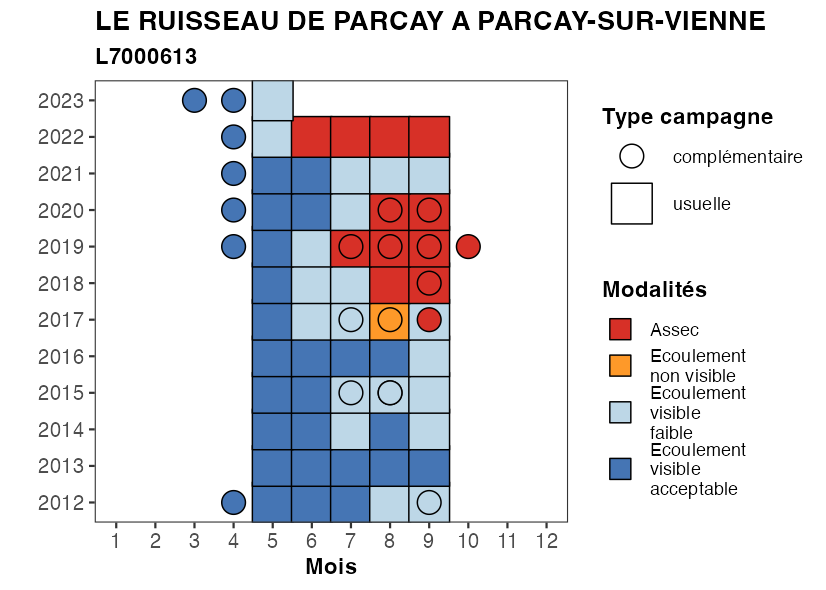 LE RUISSEAU DE PARCAY A PARCAY-SUR-VIENNE
L7000613
2023
2022
2021
2020
2019
2018
2017
2016
2015
2014
2013
2012
1 2 3 4 5 6 7 8 9 10 11 12
Mois
Type campagne
complémentaire
usuelle
Modalités
Assec
Ecoulement
non visible
Ecoulement
visible
faible
Ecoulement
visible
acceptable